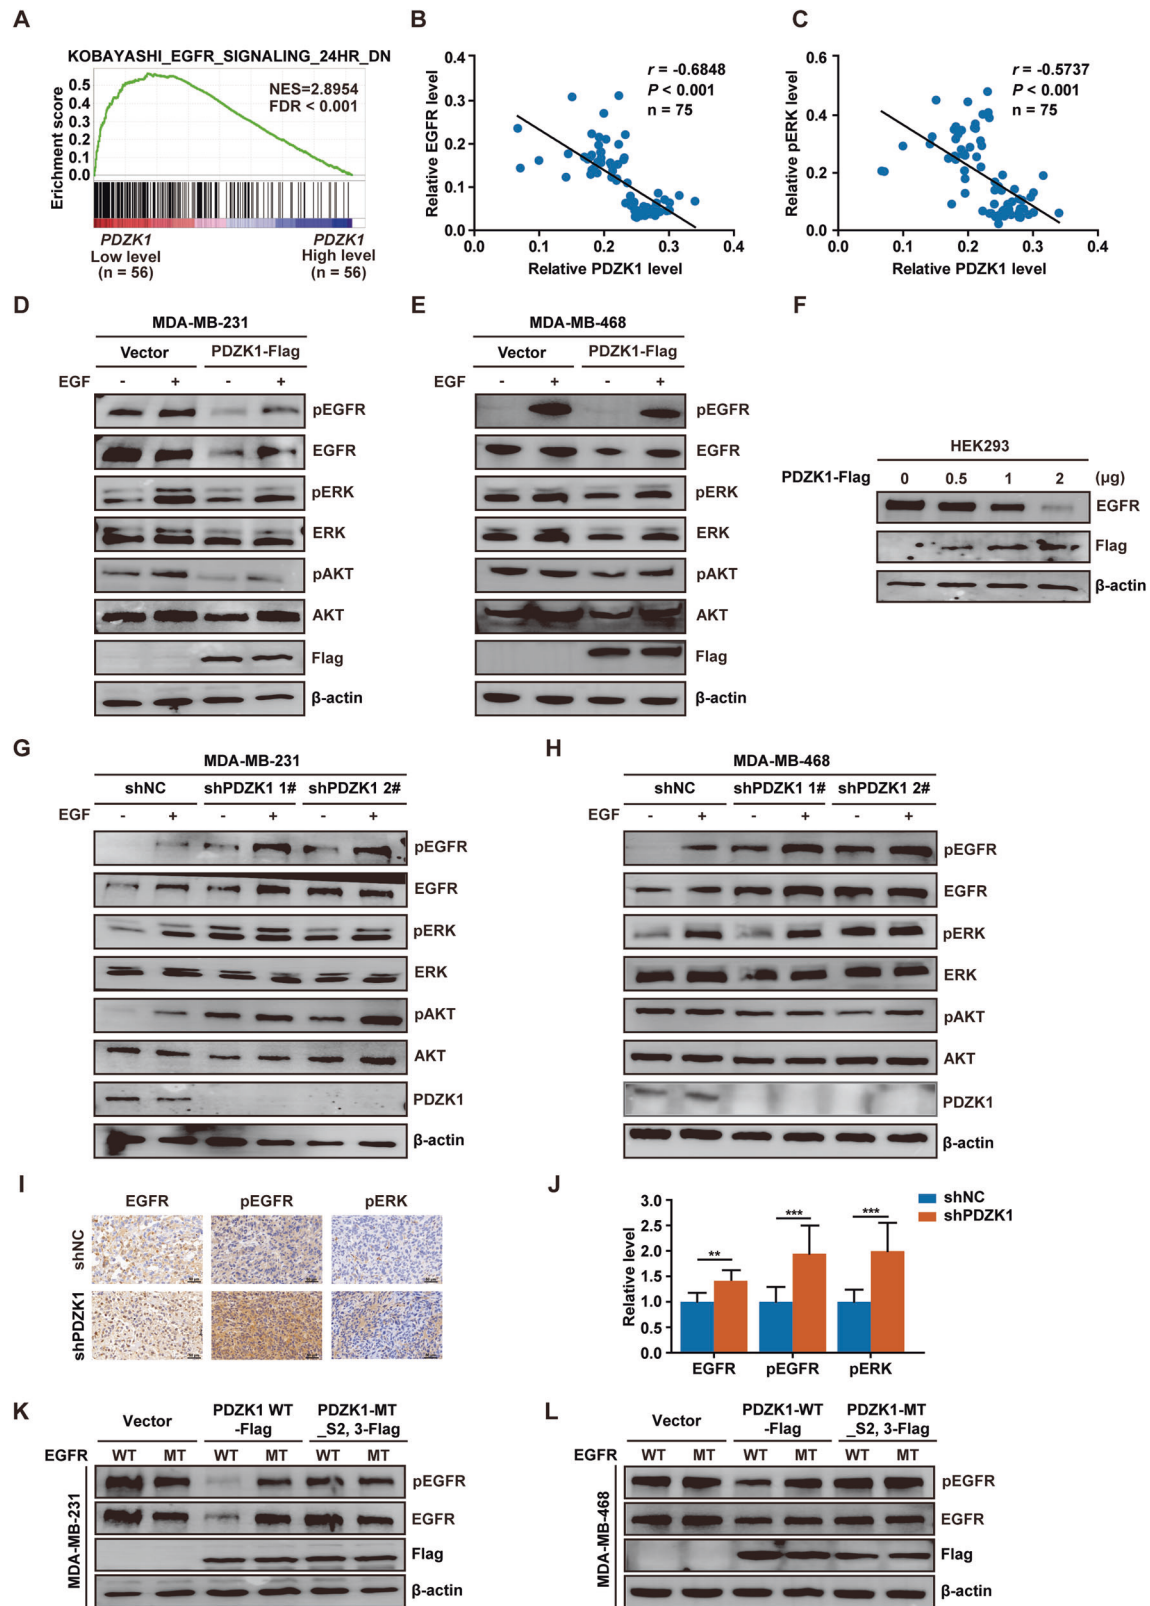 A
KOBAYASHI_EGFR_SIGNALING_24HR_DN
Erichment score
0.5
0.4
0.3
0.2
0.1
0.0
NES=2.8954
FDR < 0.001
PDZK1
Low level
(n = 56)
PDZK1
High level
(n = 56)
B
Relative EGFR level
0.4
0.3
0.2
0.1
0.0
r = -0.6848
P < 0.001
n = 75
0.0 0.1 0.2 0.3 0.4
Relative PDZK1 level
C
Relative pERK level
0.6
0.4
0.2
0.0
r = -0.5737
P < 0.001
n = 75
0.0 0.1 0.2 0.3 0.4
Relative PDZK1 level
D
MDA-MB-231
Vector PDZK1-Flag
EGF - + - +
pEGFR
EGFR
pERK
ERK
pAKT
AKT
Flag
β-actin
E
MDA-MB-468
Vector PDZK1-Flag
EGF - + - +
pEGFR
EGFR
pERK
ERK
pAKT
AKT
Flag
β-actin
F
HEK293
PDZK1-Flag 0 0.5 1 2 (μg)
EGFR
Flag
β-actin
G
MDA-MB-231
shNC shPDZK1 1# shPDZK1 2#
EGF - + - + - +
pEGFR
EGFR
pERK
ERK
pAKT
AKT
PDZK1
β-actin
H
MDA-MB-468
shNC shPDZK1 1# shPDZK1 2#
EGF - + - + - +
pEGFR
EGFR
pERK
ERK
pAKT
AKT
PDZK1
β-actin
I
EGFR pEGFR pERK
shNC
shPDZK1
J
Relative level
3.0
2.5
2.0
1.5
1.0
0.5
0.0
** *** ***
EGFR pEGFR pERK
shNC
shPDZK1
K
Vector PDZK1 WT -Flag PDZK1-MT _S2, 3-Flag
EGFR WT MT WT MT WT MT
MDA-MB-231
pEGFR
EGFR
Flag
β-actin
L
Vector PDZK1-WT -Flag PDZK1-MT _S2, 3-Flag
EGFR WT MT WT MT WT MT
MDA-MB-468
pEGFR
EGFR
Flag
β-actin